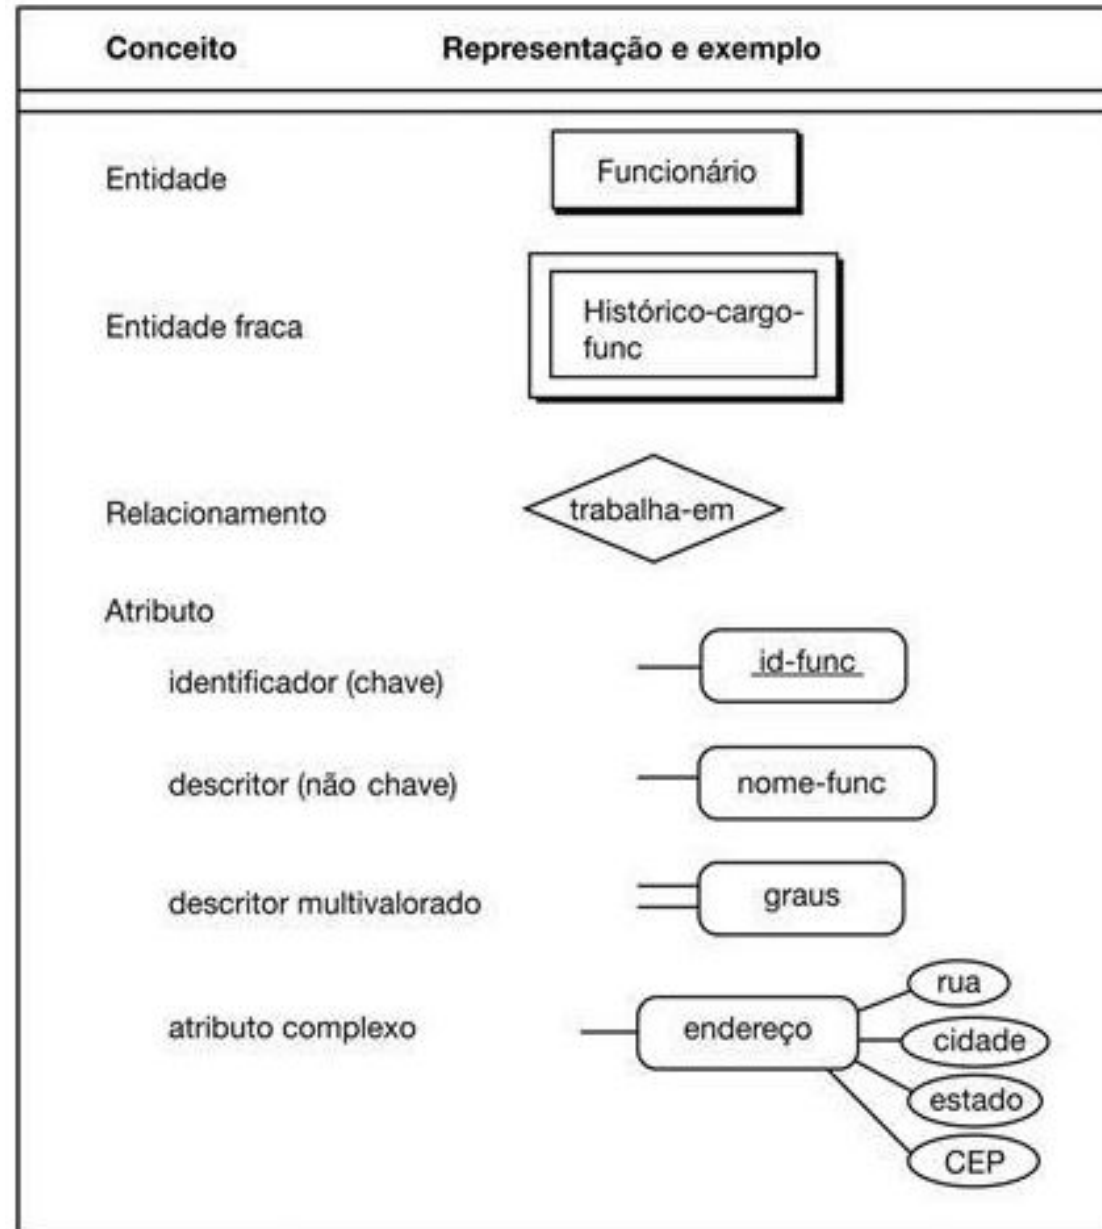 Conceito Representação e exemplo
Entidade Funcionário
Entidade fraca
Histórico-cargo-
func
Relacionamento trabalha-em
Atributo
identificador (chave) id-func
descritor (não chave) nome-func
descritor multivalorado graus
atributo complexo endereço
rua
cidade
estado
CEP